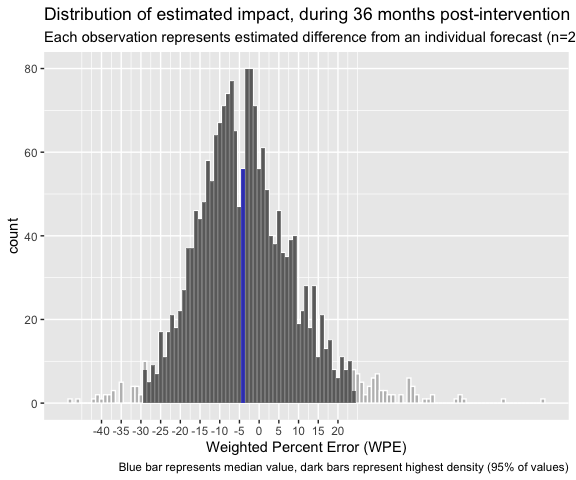 Distribution of estimated impact, during 36 months post-intervention
Each observation represents estimated difference from an individual forecast (n=2
80
60
40
20
0
count
-40 -35 -30 -25 -20 -15 -10 -5 0 5 10 15 20
Weighted Percent Error (WPE)
Blue bar represents median value, dark bars represent highest density (95% of values)